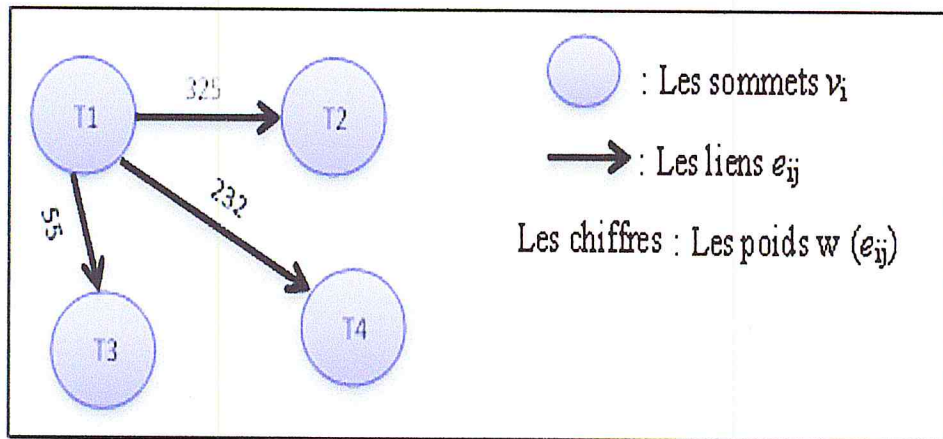 325
T1
T2
232
55
T3
T4
: Les sommets vi
: Les liens eij
Les chiffres : Les poids w (eij)